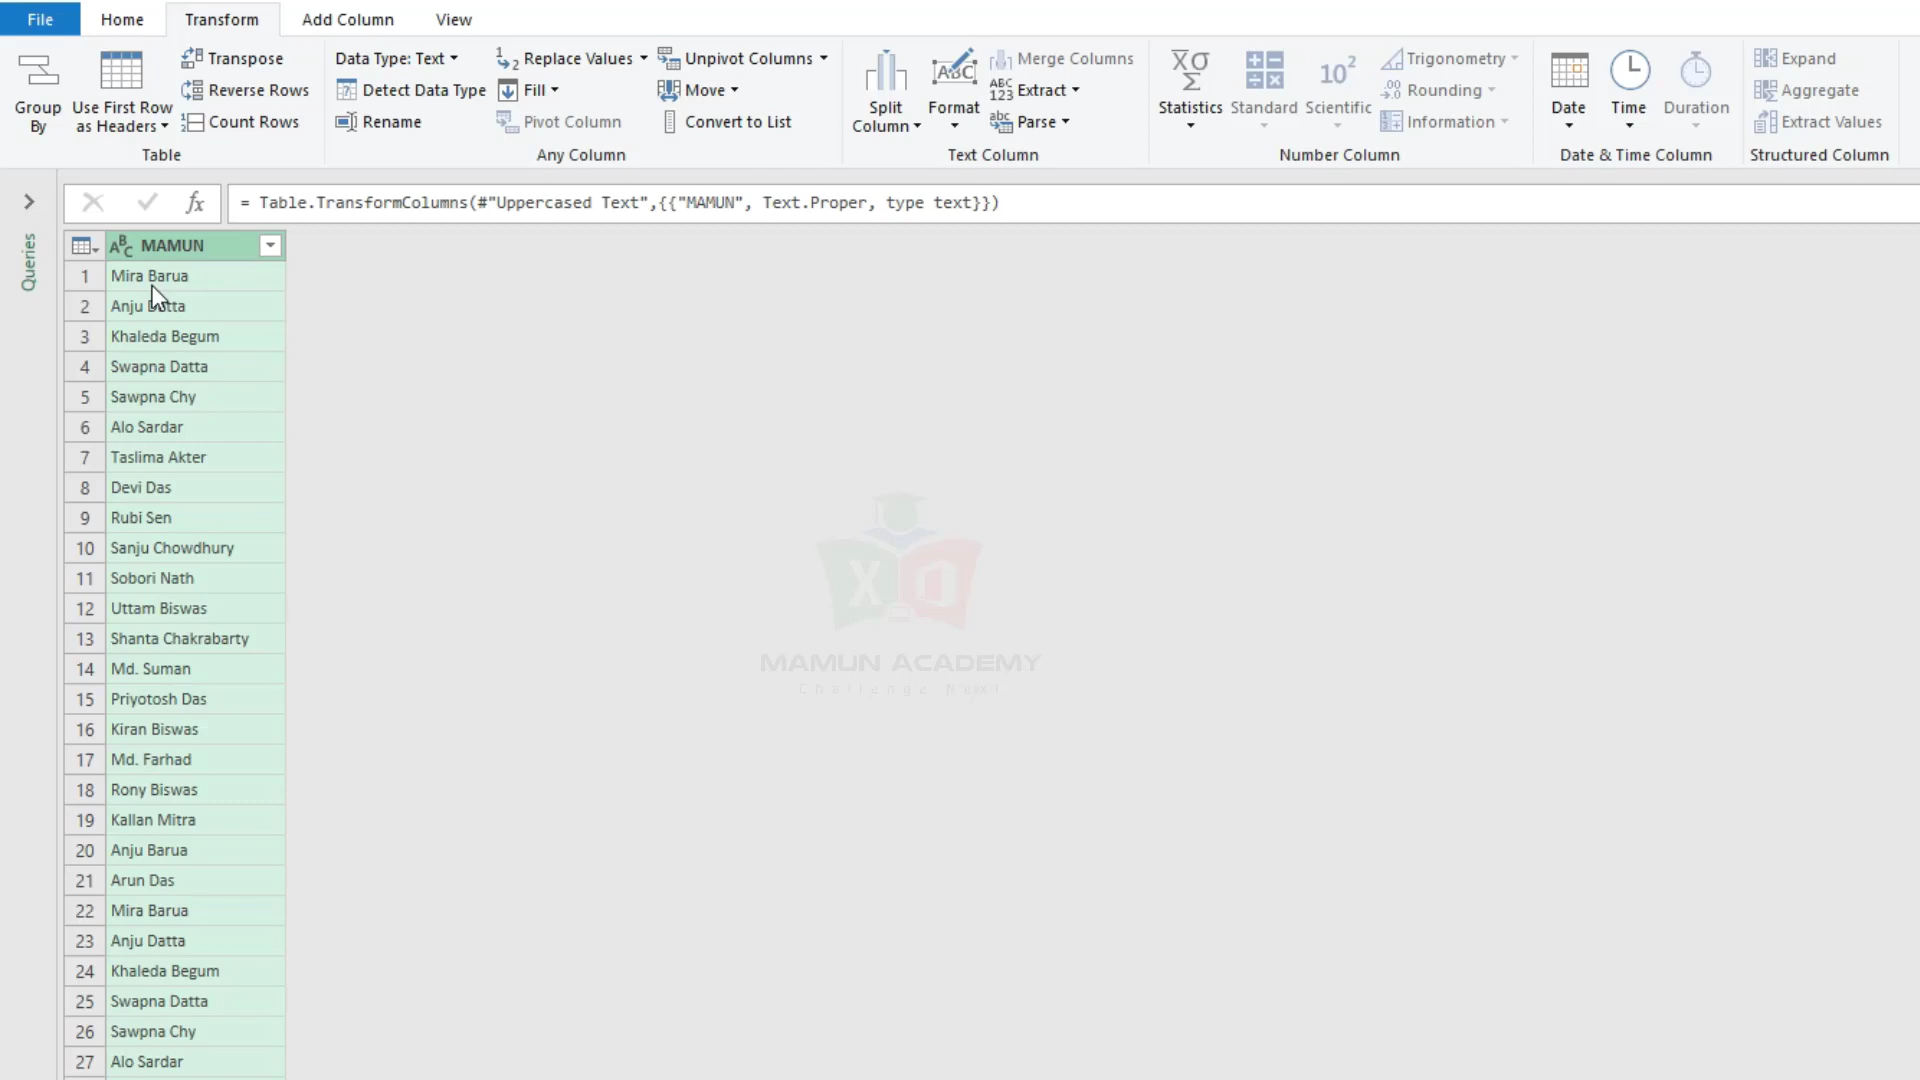 File Home Transform Add Column View
Group By
Use First Row as Headers
Transpose
Reverse Rows
Count Rows
Table
Data Type: Text
Detect Data Type
Rename
Replace Values
Fill
Pivot Column
Unpivot Columns
Move
Convert to List
Any Column
Split Column
Format
Merge Columns
Extract
Parse
Text Column
Statistics
Standard
Scientific
Trigonometry
Rounding
Information
Number Column
Date
Time
Duration
Date & Time Column
Expand
Aggregate
Extract Values
Structured Column
Queries
fx = Table.TransformColumns(#"Uppercased Text",{{"MAMUN", Text.Proper, type text}})
ABC MAMUN
1 Mira Barua
2 Anju Datta
3 Khaleda Begum
4 Swapna Datta
5 Sawpna Chy
6 Alo Sardar
7 Taslima Akter
8 Devi Das
9 Rubi Sen
10 Sanju Chowdhury
11 Sobori Nath
12 Uttam Biswas
13 Shanta Chakrabarty
14 Md. Suman
15 Priyotosh Das
16 Kiran Biswas
17 Md. Farhad
18 Rony Biswas
19 Kallan Mitra
20 Anju Barua
21 Arun Das
22 Mira Barua
23 Anju Datta
24 Khaleda Begum
25 Swapna Datta
26 Sawpna Chy
27 Alo Sardar
MAMUN ACADEMY
Challenge Next